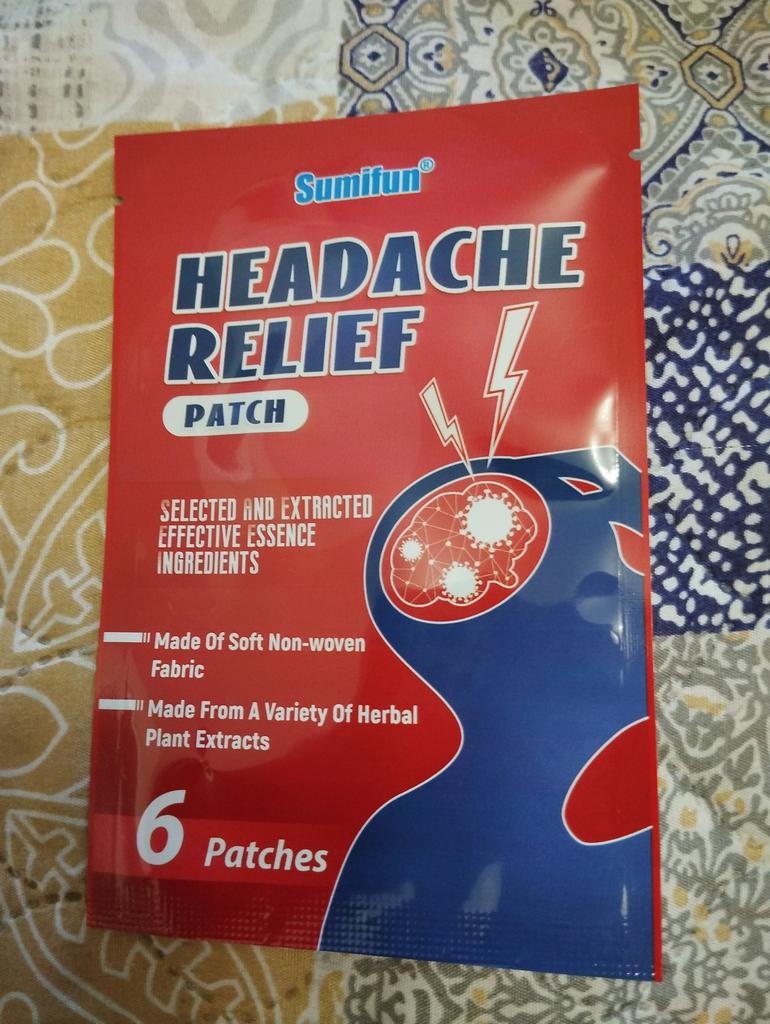 Sumifun®
HEADACHE
RELIEF
PATCH
SELECTED AND EXTRACTED
EFFECTIVE ESSENCE
INGREDIENTS
Made Of Soft Non-woven
Fabric
Made From A Variety Of Herbal
Plant Extracts
6 Patches